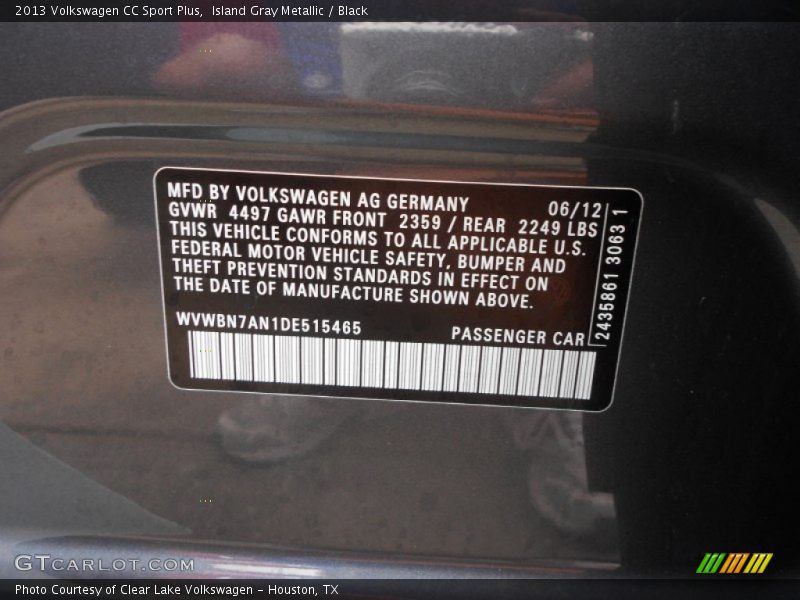 2013 Volkswagen CC Sport Plus,  Island Gray Metallic / Black
MFD BY VOLKSWAGEN AG GERMANY 06/12
GVWR 4497 GAWR FRONT 2359 / REAR 2249 LBS
THIS VEHICLE CONFORMS TO ALL APPLICABLE U.S.
FEDERAL MOTOR VEHICLE SAFETY, BUMPER AND
THEFT PREVENTION STANDARDS IN EFFECT ON
THE DATE OF MANUFACTURE SHOWN ABOVE.
WVWBN7AN1DE515465 PASSENGER CAR
2435861 3063 1
GTCARLOT.COM
Photo Courtesy of Clear Lake Volkswagen - Houston, TX